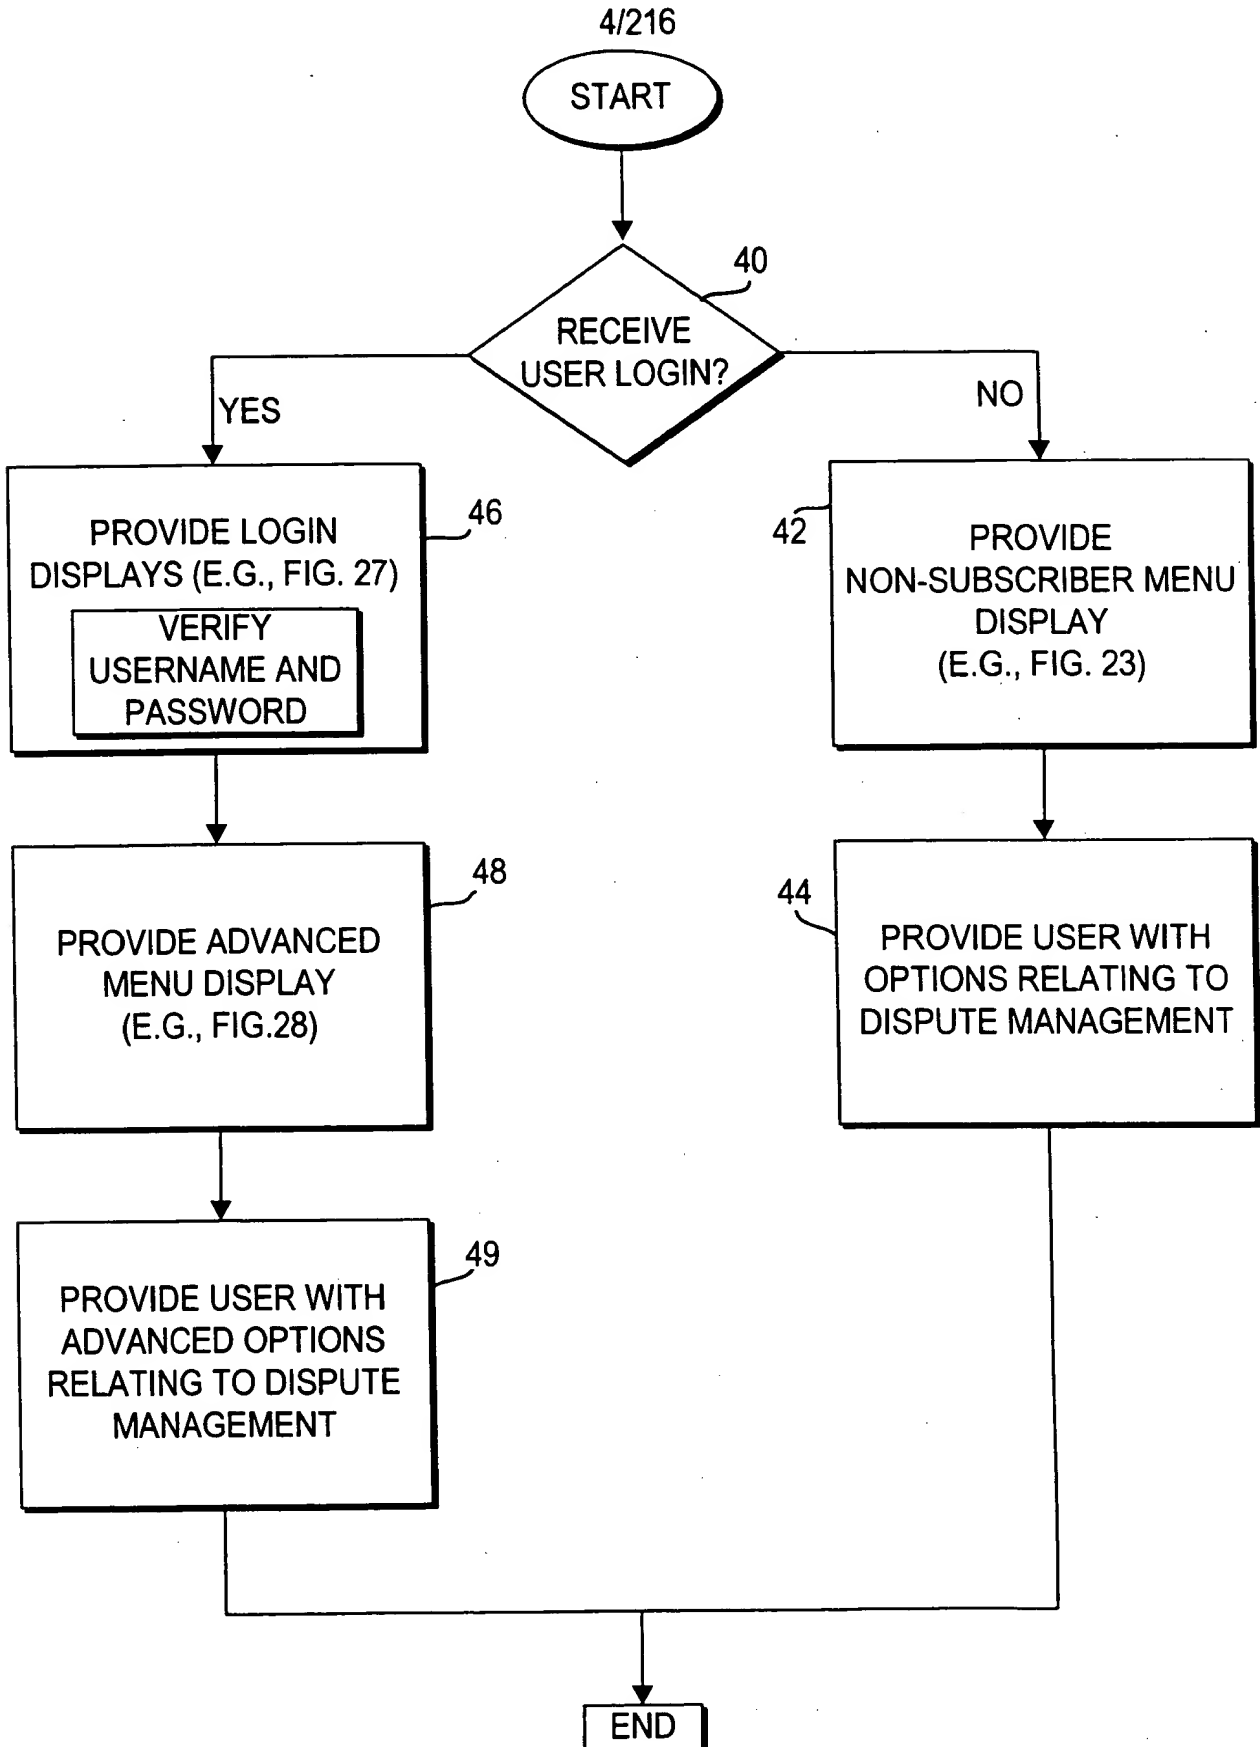 4/216
START
40
RECEIVE
USER LOGIN?
YES
NO
46
PROVIDE LOGIN
DISPLAYS (E.G., FIG. 27)
VERIFY
USERNAME AND
PASSWORD
42
PROVIDE
NON-SUBSCRIBER MENU
DISPLAY
(E.G., FIG. 23)
48
PROVIDE ADVANCED
MENU DISPLAY
(E.G., FIG.28)
44
PROVIDE USER WITH
OPTIONS RELATING TO
DISPUTE MANAGEMENT
49
PROVIDE USER WITH
ADVANCED OPTIONS
RELATING TO DISPUTE
MANAGEMENT
END